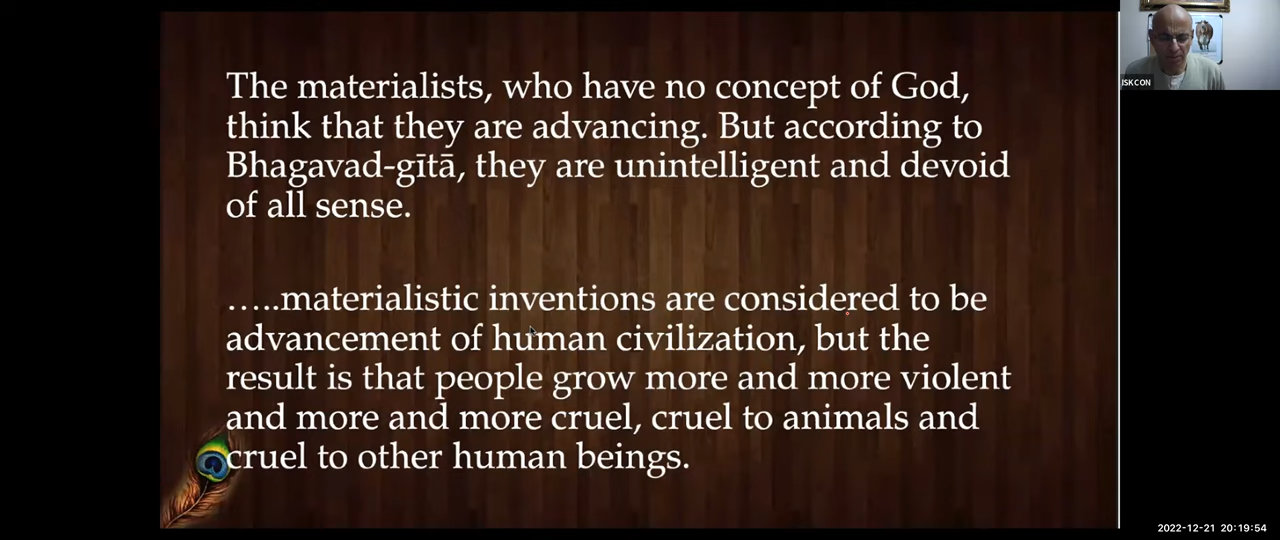 The materialists, who have no concept of God,
think that they are advancing. But according to
Bhagavad-gītā, they are unintelligent and devoid
of all sense.
…..materialistic inventions are considered to be
advancement of human civilization, but the
result is that people grow more and more violent
and more and more cruel, cruel to animals and
cruel to other human beings.
ISKCON
2022-12-21 20:19:54